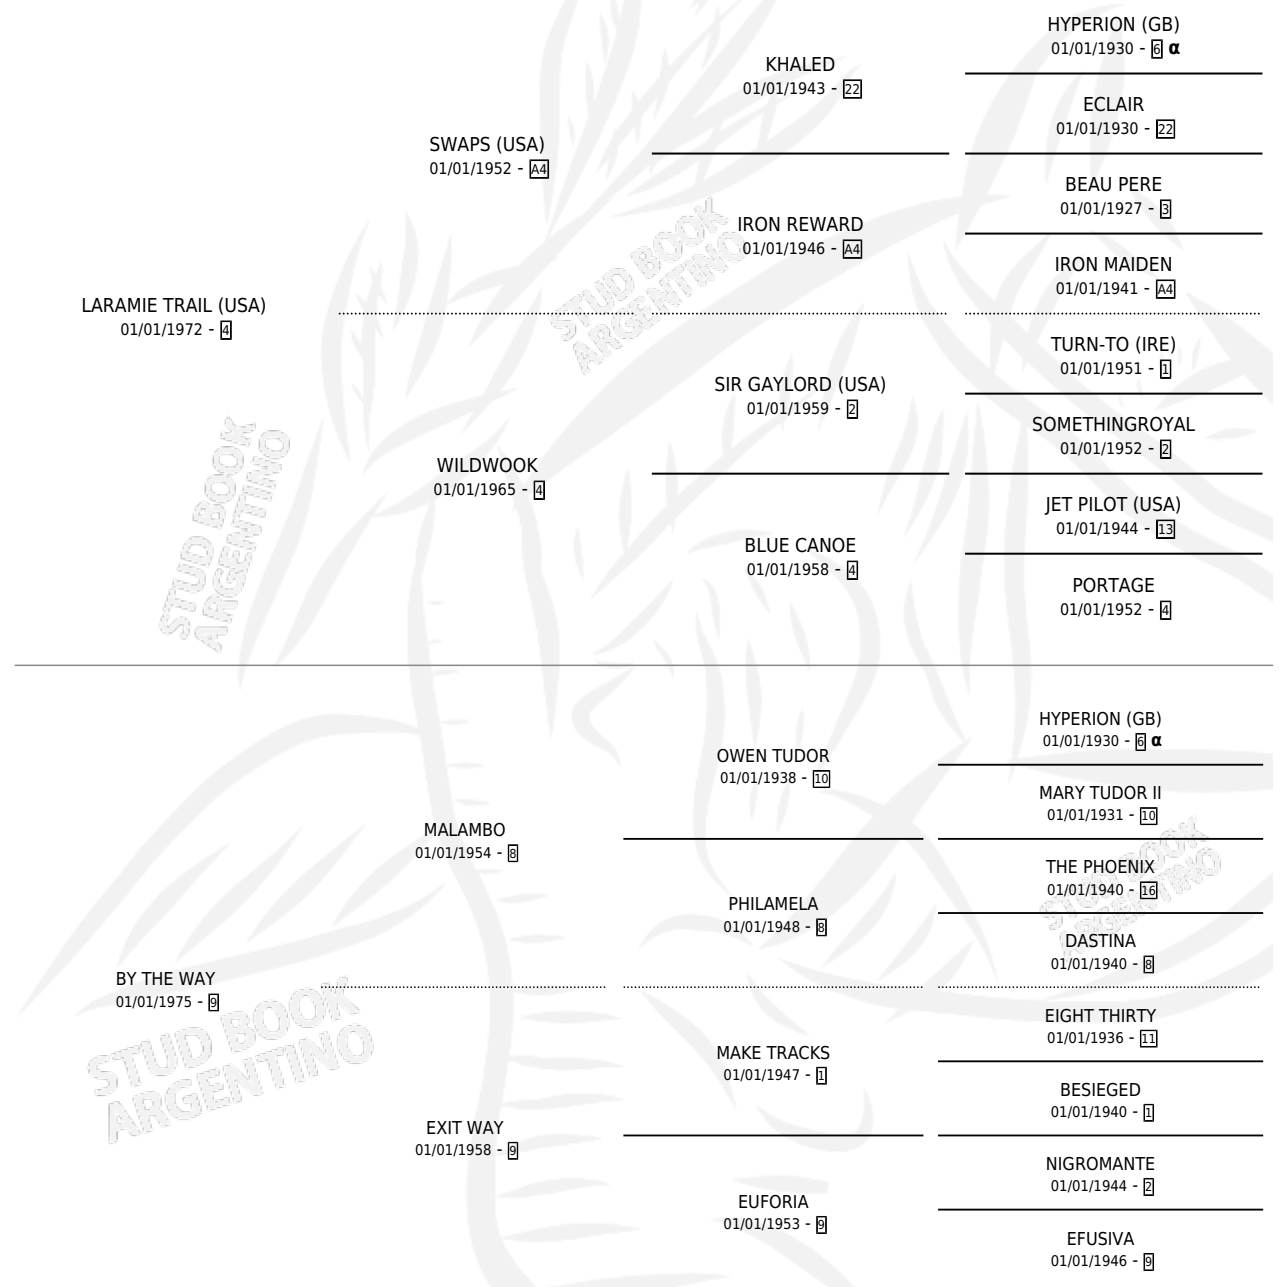 HYPERION (GB)
01/01/1930 - 6 α
KHALED
01/01/1943 - 22
ECLAIR
01/01/1930 - 22
SWAPS (USA)
01/01/1952 - A4
BEAU PERE
01/01/1927 - 3
IRON REWARD
01/01/1946 - A4
IRON MAIDEN
01/01/1941 - A4
LARAMIE TRAIL (USA)
01/01/1972 - 4
TURN-TO (IRE)
01/01/1951 - 1
SIR GAYLORD (USA)
01/01/1959 - 2
SOMETHINGROYAL
01/01/1952 - 2
WILDWOOK
01/01/1965 - 4
JET PILOT (USA)
01/01/1944 - 13
BLUE CANOE
01/01/1958 - 4
PORTAGE
01/01/1952 - 4
HYPERION (GB)
01/01/1930 - 6 α
OWEN TUDOR
01/01/1938 - 10
MARY TUDOR II
01/01/1931 - 10
MALAMBO
01/01/1954 - 8
THE PHOENIX
01/01/1940 - 16
PHILAMELA
01/01/1948 - 8
DASTINA
01/01/1940 - 8
BY THE WAY
01/01/1975 - 9
EIGHT THIRTY
01/01/1936 - 11
MAKE TRACKS
01/01/1947 - 1
BESIEGED
01/01/1940 - 1
EXIT WAY
01/01/1958 - 9
NIGROMANTE
01/01/1944 - 2
EUFORIA
01/01/1953 - 9
EFUSIVA
01/01/1946 - 9
STUD BOOK
ARGENTINO
STUD BOOK
ARGENTINO
STUD BOOK
ARGENTINO
STUD BOOK
ARGENTINO